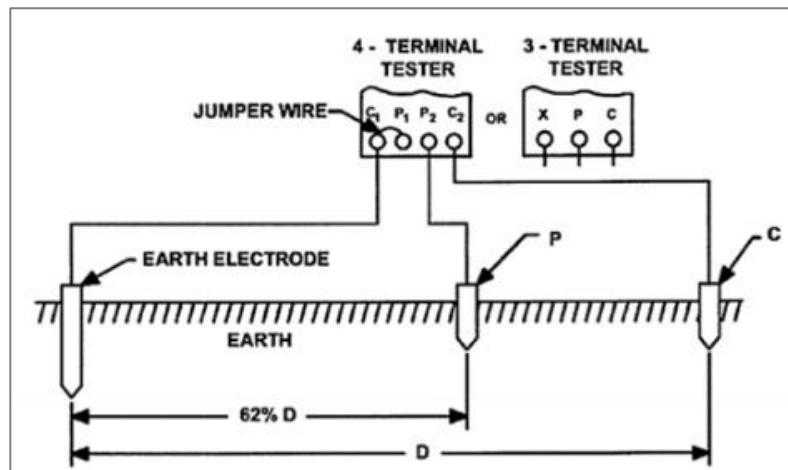 4 - TERMINAL
TESTER
3 - TERMINAL
TESTER
JUMPER WIRE
C1 P1 P2 C2
OR
X P C
EARTH ELECTRODE
P
C
EARTH
62% D
D